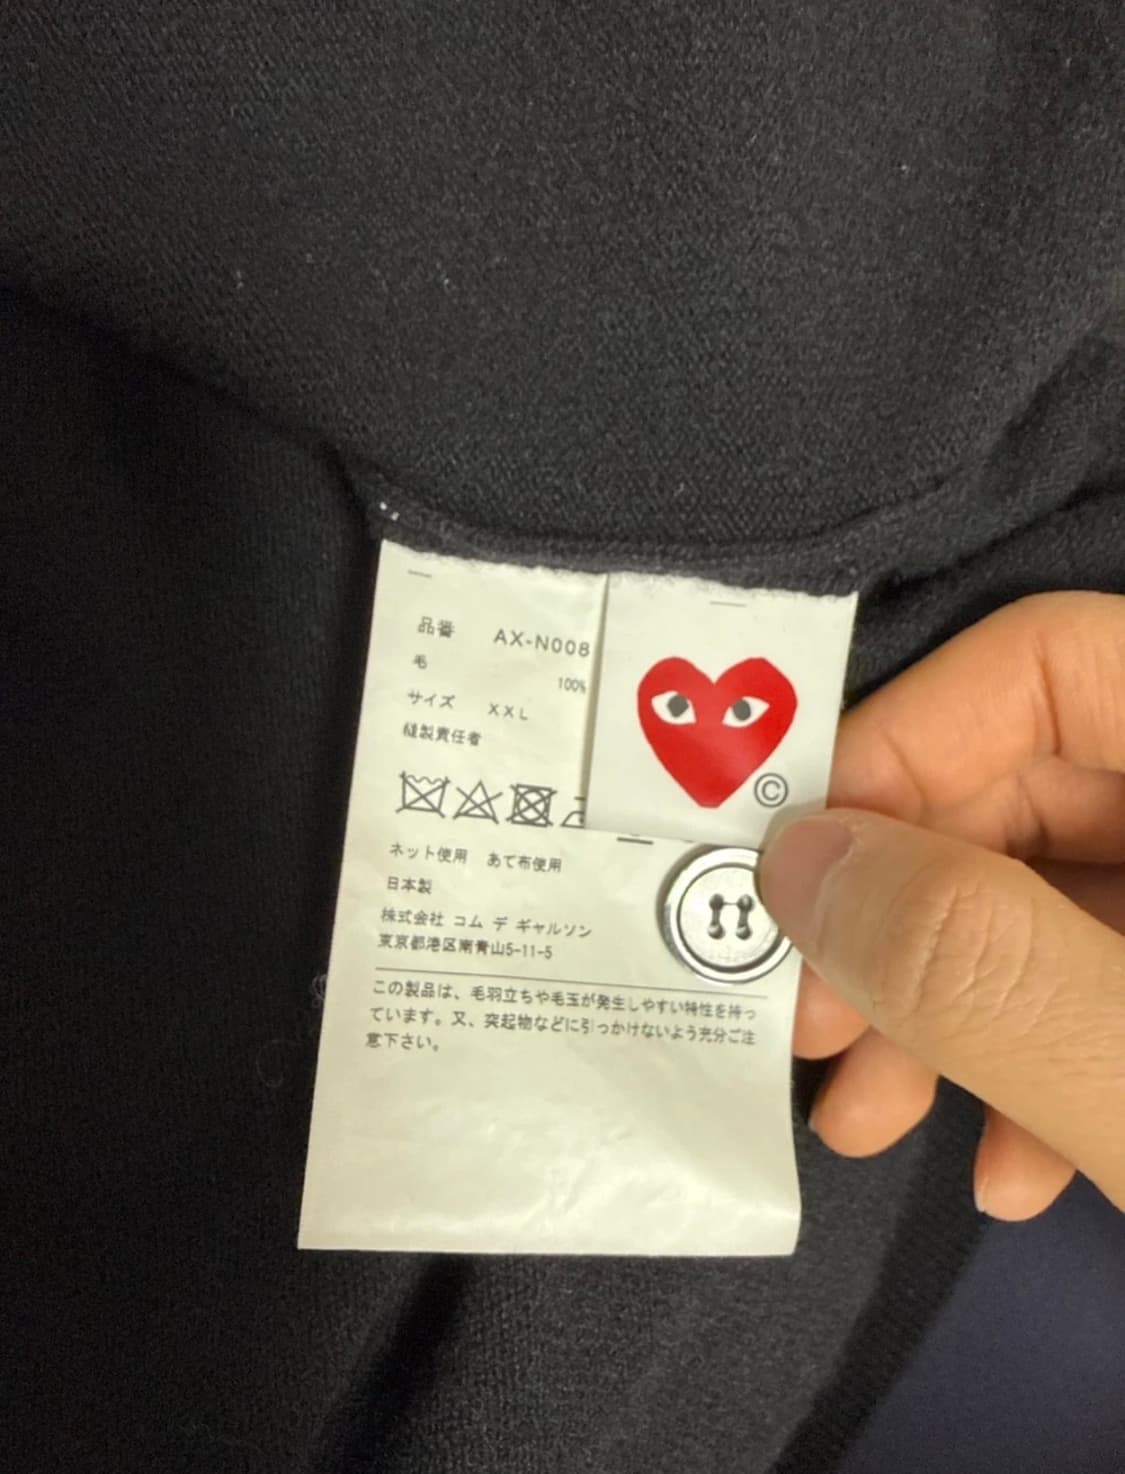 品番 AX-N008
毛 100%
サイズ XXL
縫製責任者
©
ネット使用 あて布使用
日本製
株式会社 コム デ ギャルソン
東京都港区南青山5-11-5
この製品は、毛羽立ちや毛玉が発生しやすい特性を持っ
ています。又、突起物などに引っかけないよう充分ご注
意下さい。